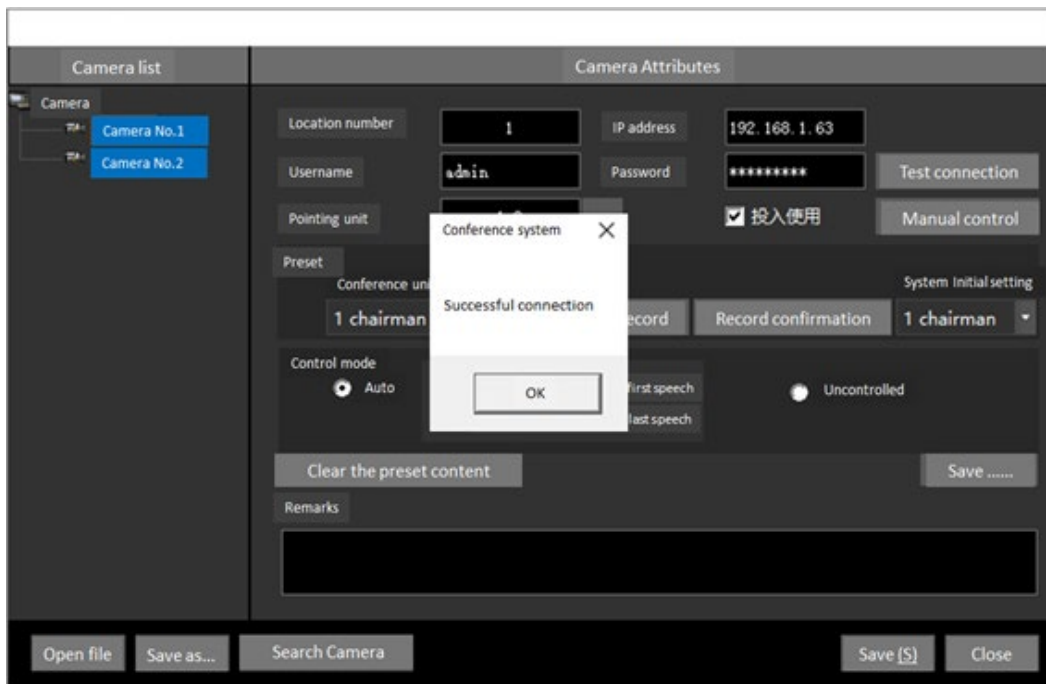 Camera list
Camera Attributes
Camera
Camera No.1
Camera No.2
Location number
1
IP address
192.168.1.63
Username
admin
Password
*********
Test connection
Pointing unit
投入使用
Manual control
Conference system
Successful connection
OK
Preset
Conference uni
System Initial setting
1 chairman
ecord
Record confirmation
1 chairman
Control mode
Auto
first speech
Uncontrolled
last speech
Clear the preset content
Save ......
Remarks
Open file
Save as...
Search Camera
Save (S)
Close